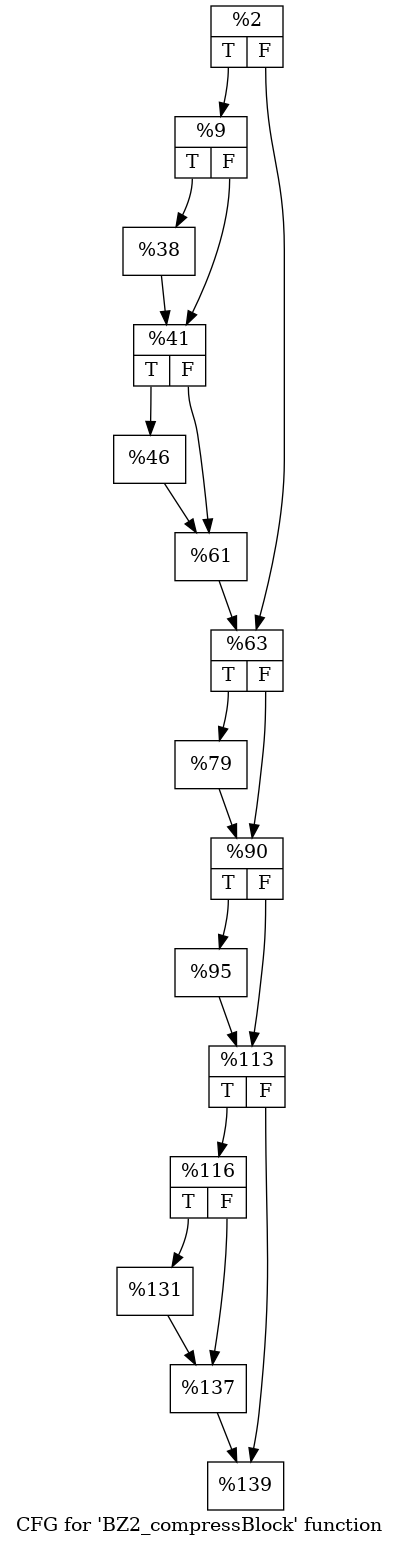 %2
T F
%9
T F
%38
%41
T F
%46
%61
%63
T F
%79
%90
T F
%95
%113
T F
%116
T F
%131
%137
%139
CFG for 'BZ2_compressBlock' function